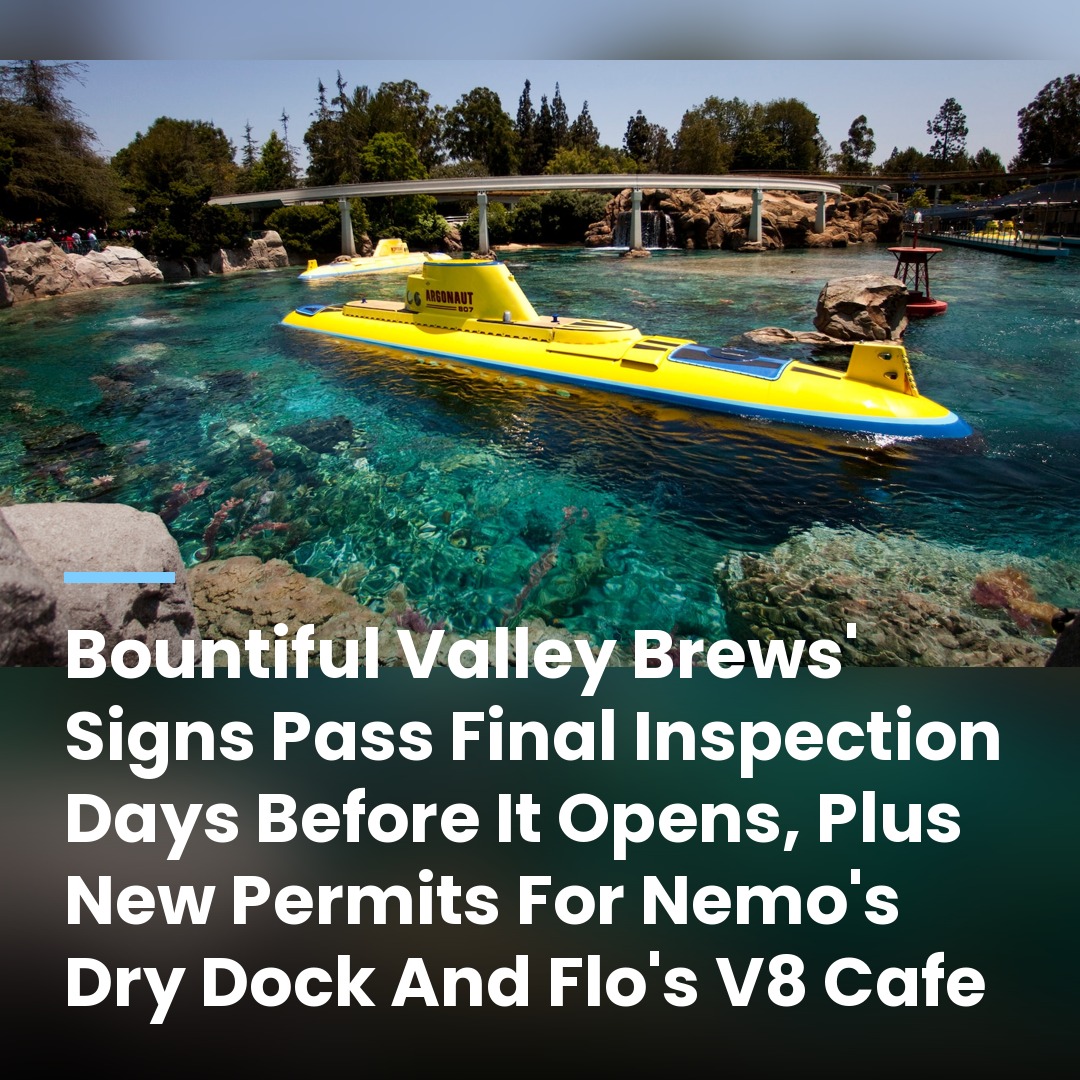 ARGONAUT
807
Bountiful Valley Brews'
Signs Pass Final Inspection
Days Before It Opens, Plus
New Permits For Nemo's
Dry Dock And Flo's V8 Cafe